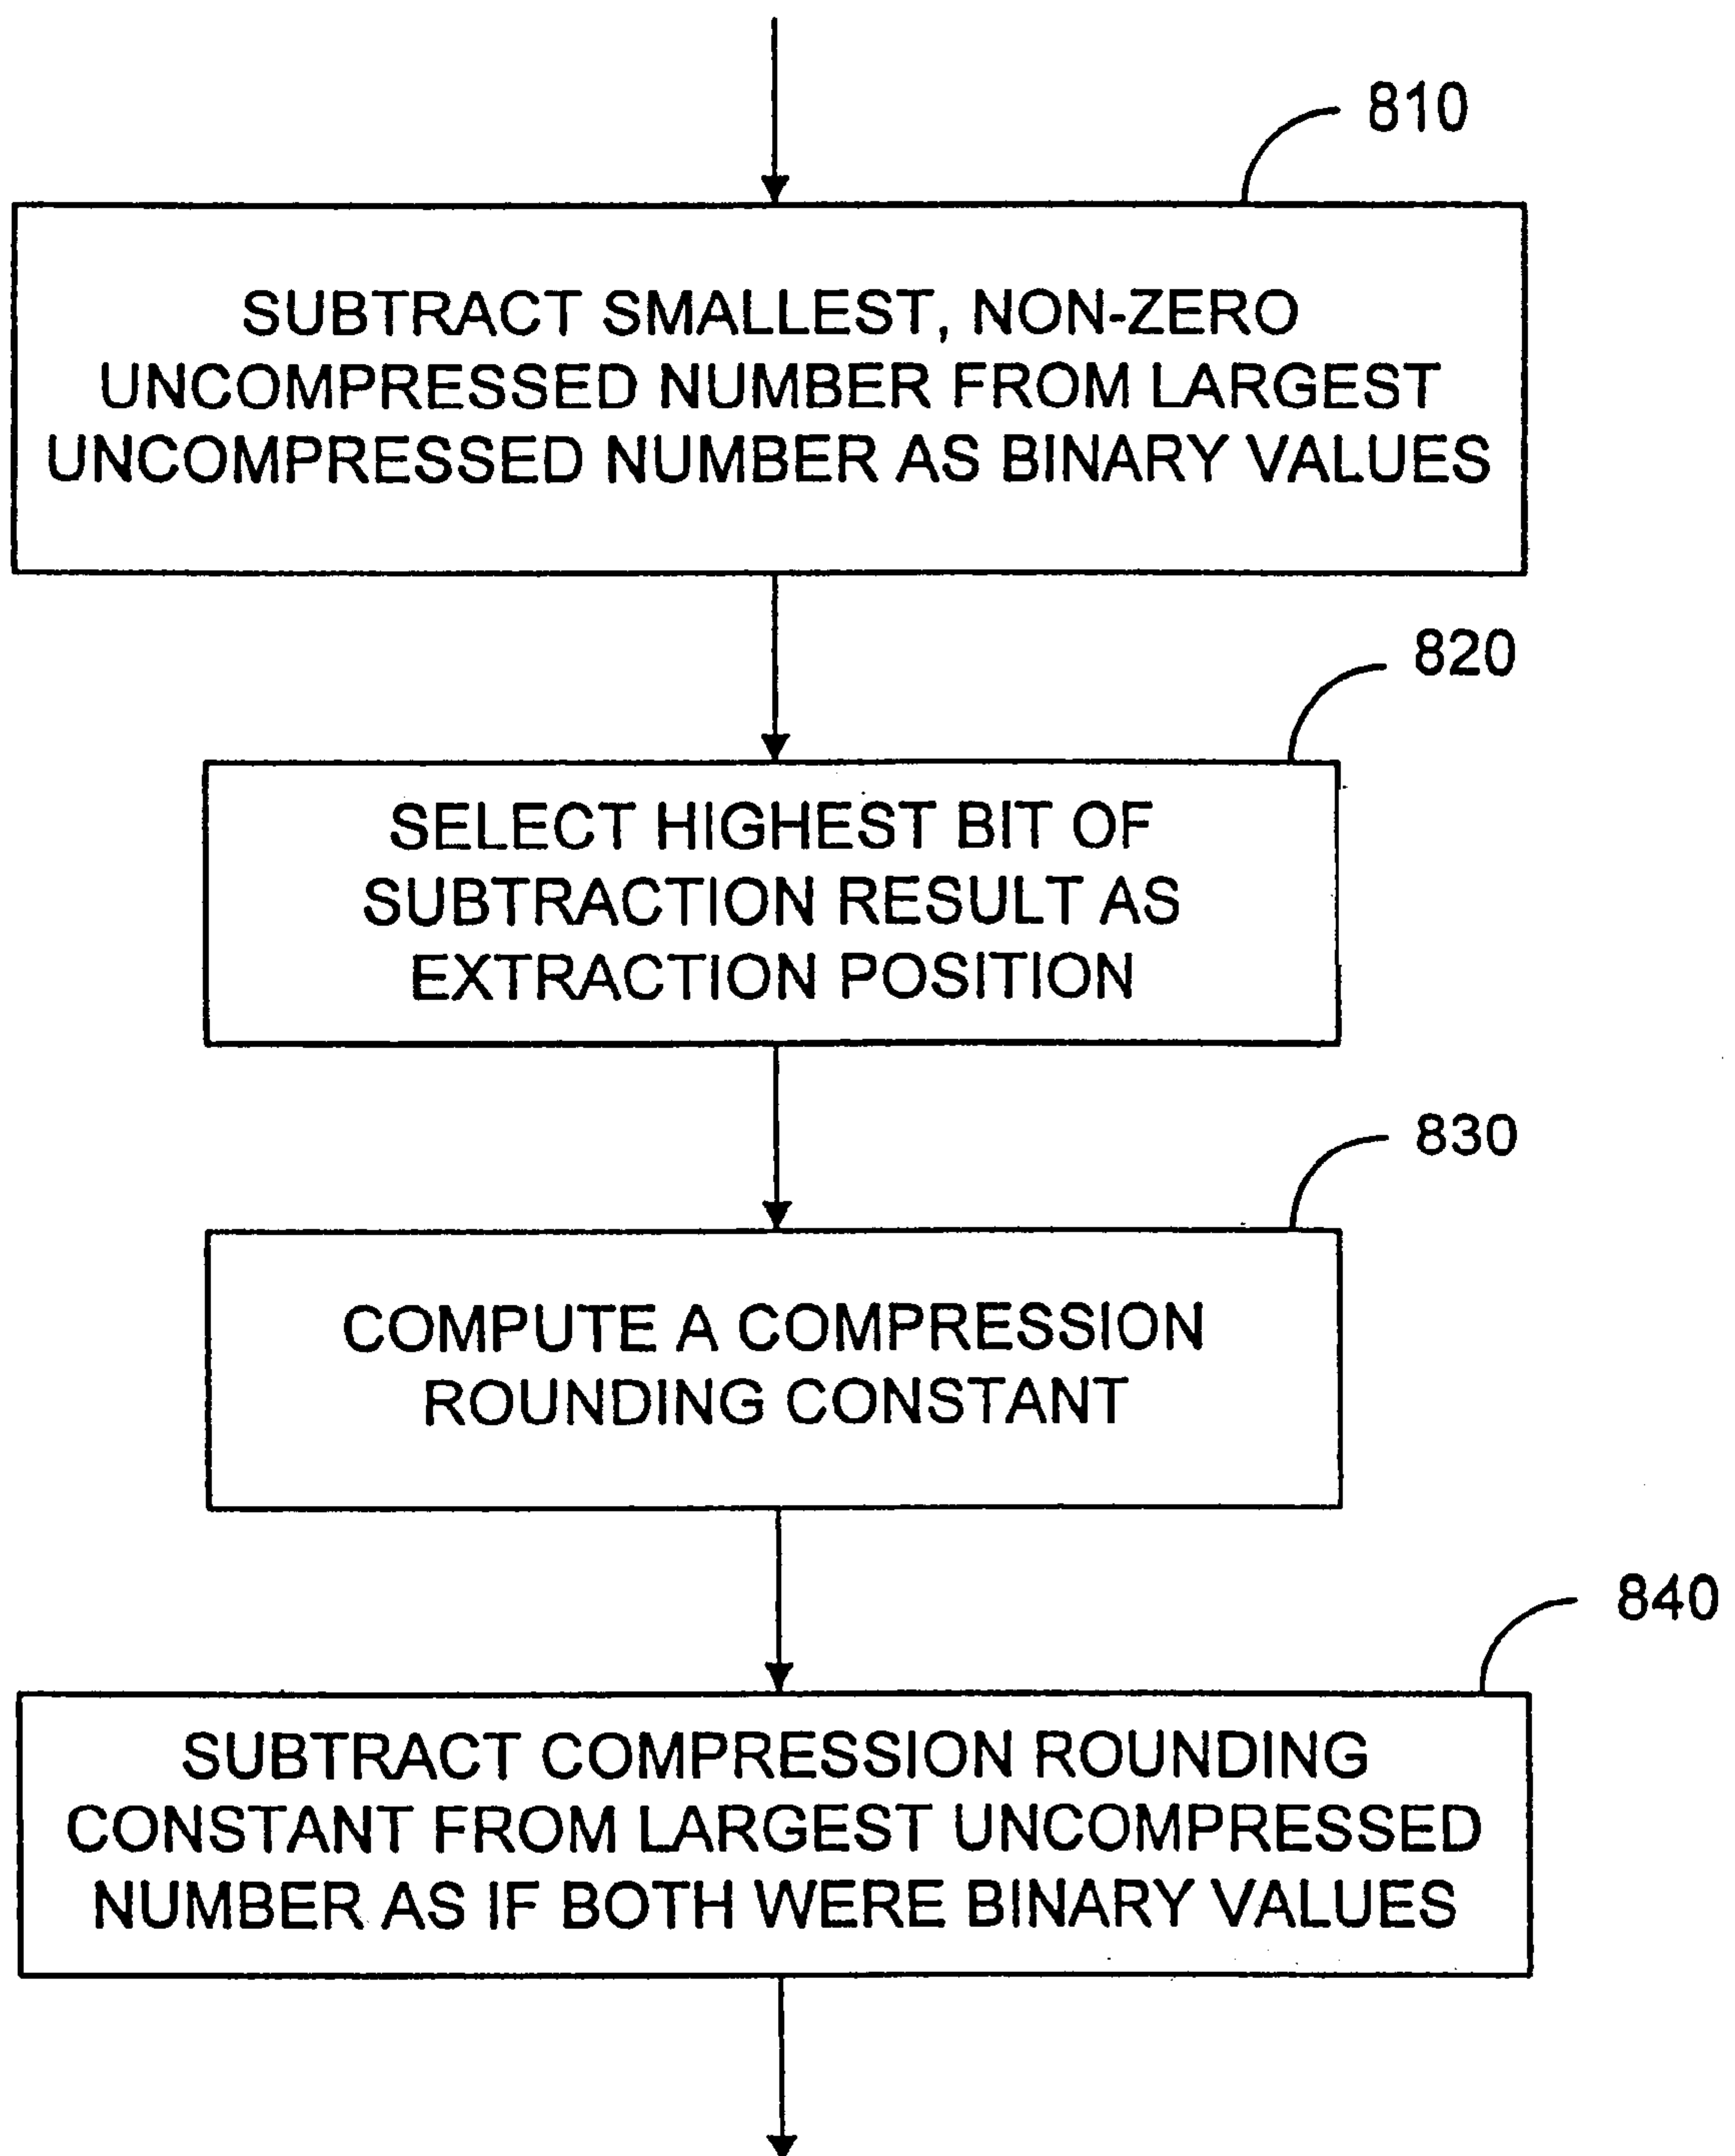 810
SUBTRACT SMALLEST, NON-ZERO
UNCOMPRESSED NUMBER FROM LARGEST
UNCOMPRESSED NUMBER AS BINARY VALUES
820
SELECT HIGHEST BIT OF
SUBTRACTION RESULT AS
EXTRACTION POSITION
830
COMPUTE A COMPRESSION
ROUNDING CONSTANT
840
SUBTRACT COMPRESSION ROUNDING
CONSTANT FROM LARGEST UNCOMPRESSED
NUMBER AS IF BOTH WERE BINARY VALUES